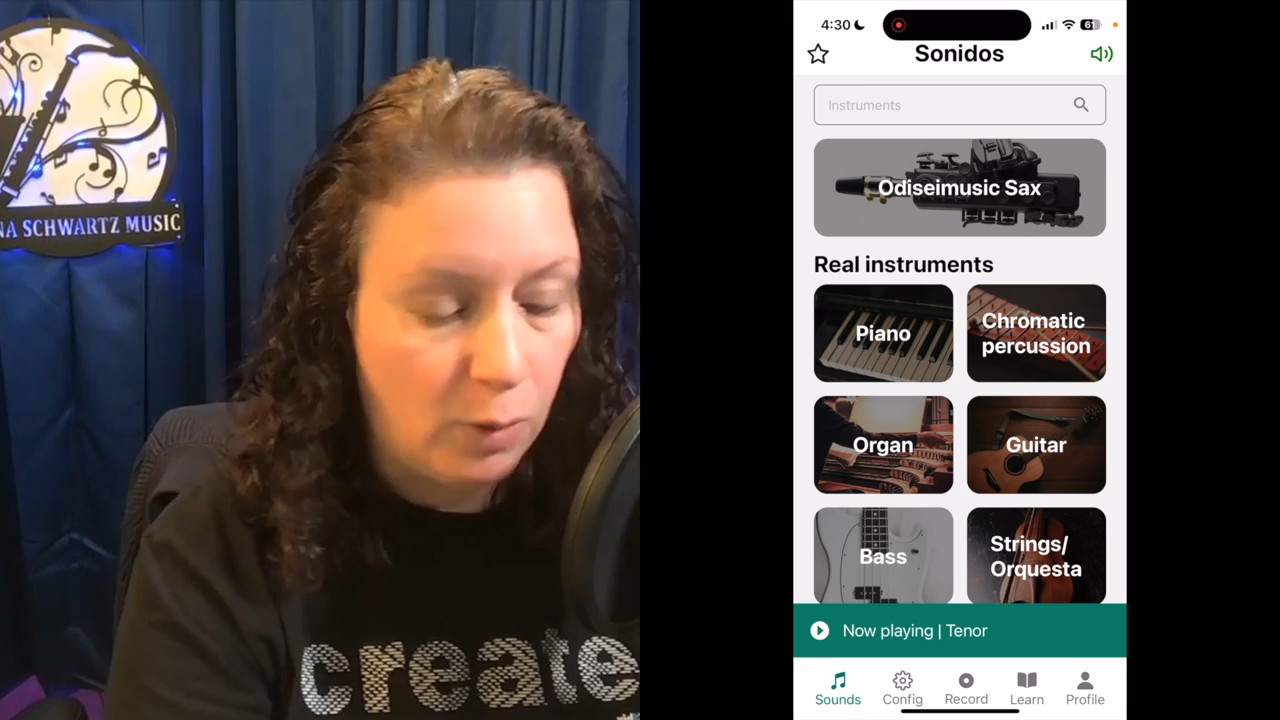 NA SCHWARTZ MUSIC
create
4:30
61
Sonidos
Instruments
Odiseimusic Sax
Real instruments
Piano
Chromatic
percussion
Organ
Guitar
Bass
Strings/
Orquesta
Now playing | Tenor
Sounds
Config
Record
Learn
Profile